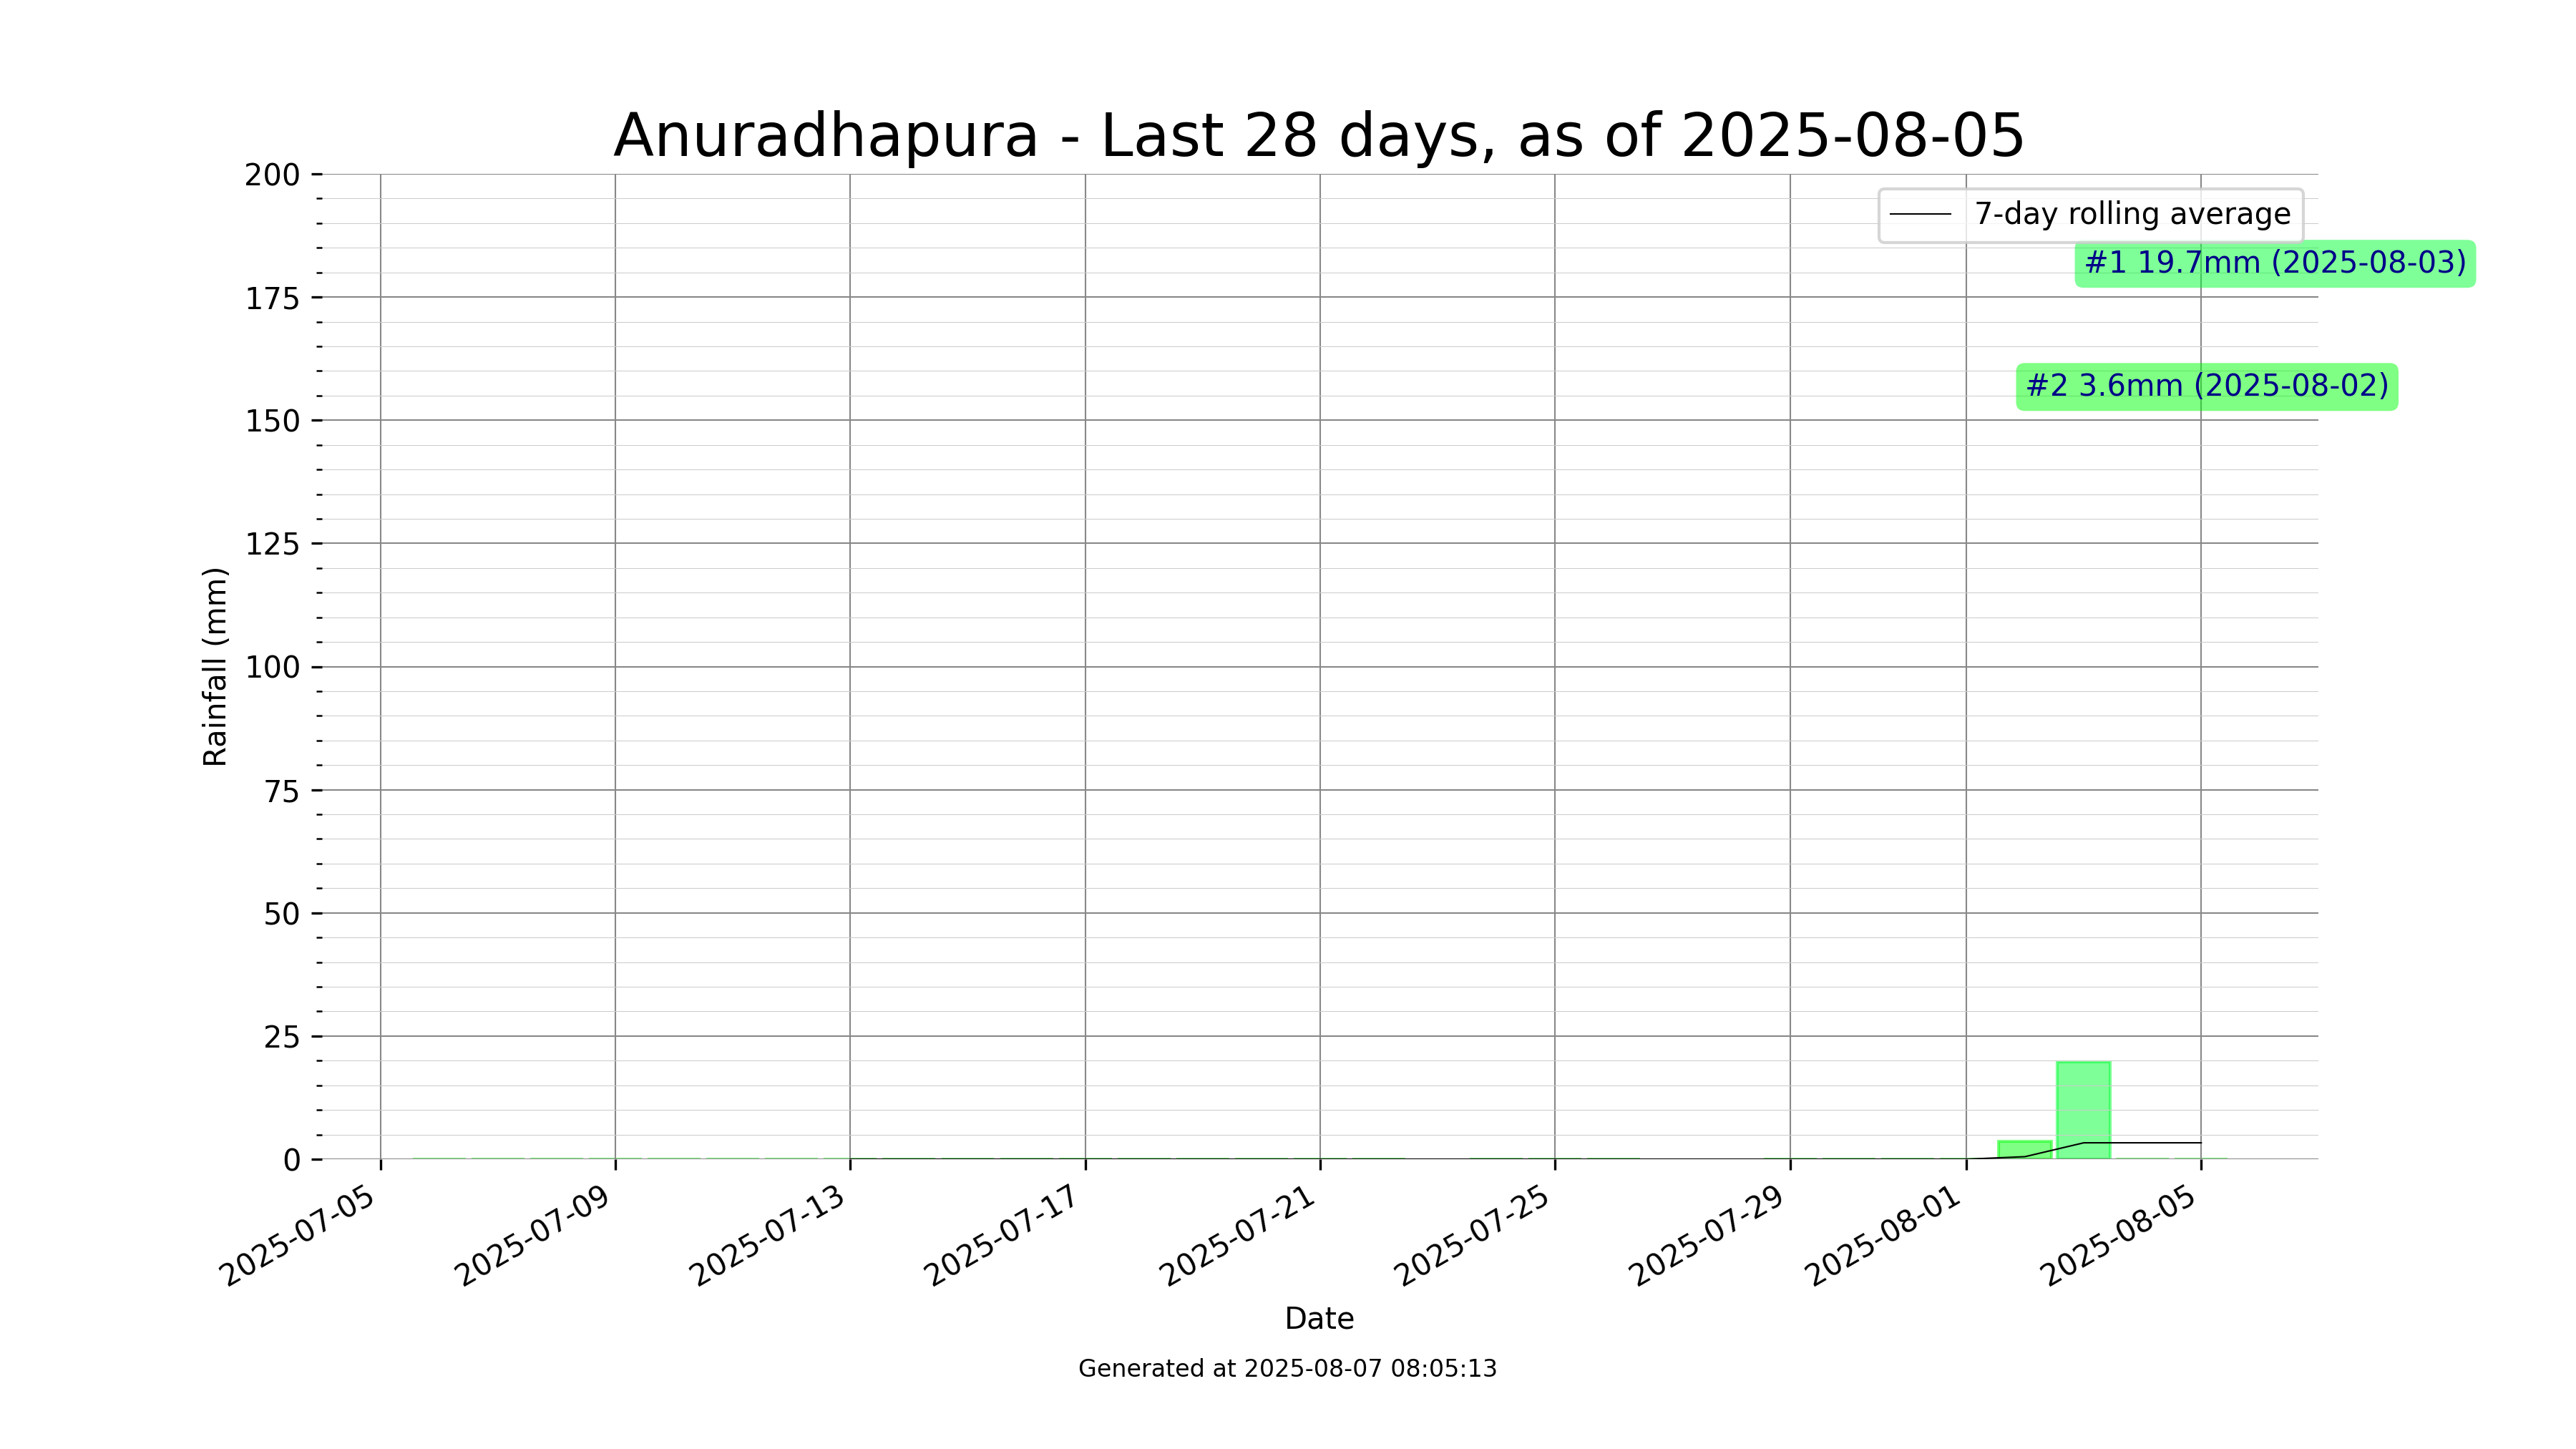 Anuradhapura - Last 28 days, as of 2025-08-05
7-day rolling average
#1 19.7mm (2025-08-03)
#2 3.6mm (2025-08-02)
Rainfall (mm)
200
175
150
125
100
75
50
25
0
2025-07-05
2025-07-09
2025-07-13
2025-07-17
2025-07-21
2025-07-25
2025-07-29
2025-08-01
2025-08-05
Date
Generated at 2025-08-07 08:05:13